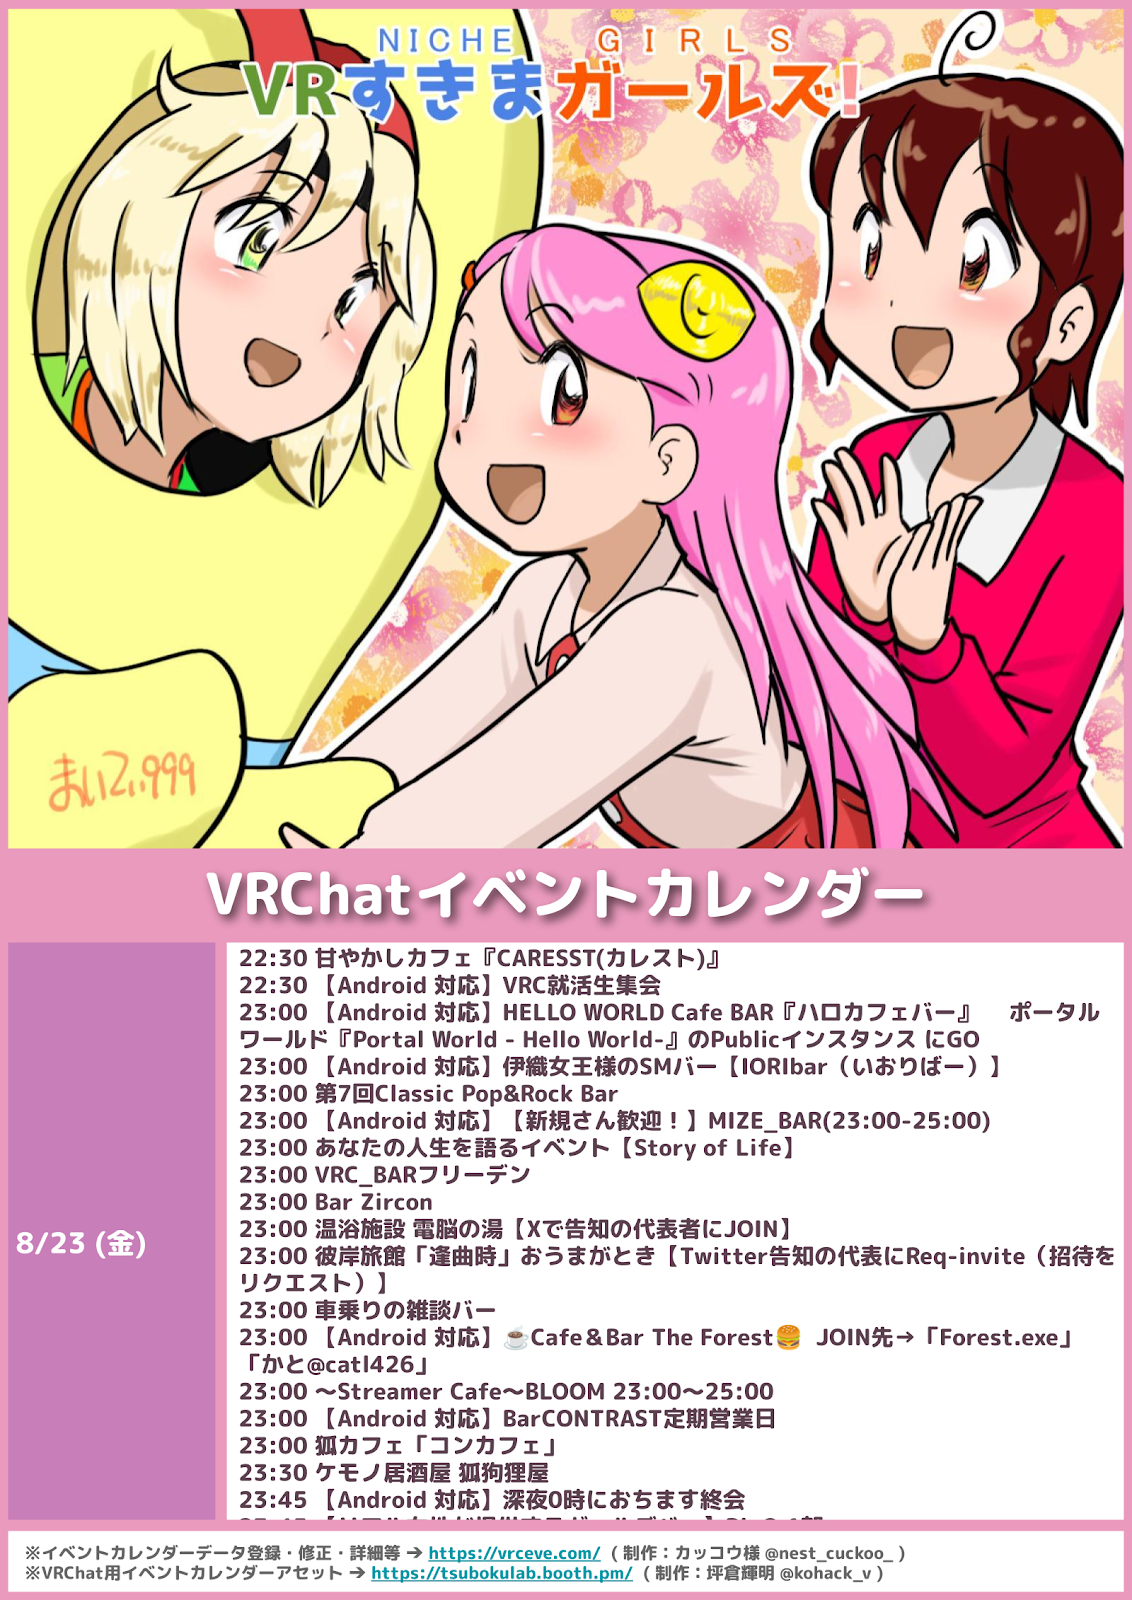 NICHE GIRLS
VRすきまガールズ!
まいてぃ999
VRChatイベントカレンダー
8/23 (金)
22:30 甘やかしカフェ『CARESST(カレスト)』
22:30 【Android 対応】VRC就活生集会
23:00 【Android 対応】HELLO WORLD Cafe BAR『ハロカフェバー』　ポータル
ワールド『Portal World - Hello World-』のPublicインスタンス にGO
23:00 【Android 対応】伊織女王様のSMバー【IORIbar（いおりばー）】
23:00 第7回Classic Pop&Rock Bar
23:00 【Android 対応】【新規さん歓迎！】MIZE_BAR(23:00-25:00)
23:00 あなたの人生を語るイベント【Story of Life】
23:00 VRC_BARフリーデン
23:00 Bar Zircon
23:00 温浴施設 電脳の湯【Xで告知の代表者にJOIN】
23:00 彼岸旅館「逢曲時」おうまがとき【Twitter告知の代表にReq-invite（招待を
リクエスト）】
23:00 車乗りの雑談バー
23:00 【Android 対応】☕Cafe＆Bar The Forest🍔 JOIN先→「Forest.exe」
「かと@catl426」
23:00 ～Streamer Cafe～BLOOM 23:00～25:00
23:00 【Android 対応】BarCONTRAST定期営業日
23:00 狐カフェ「コンカフェ」
23:30 ケモノ居酒屋 狐狗狸屋
23:45 【Android 対応】深夜0時におちます終会
※イベントカレンダーデータ登録・修正・詳細等 ➔ https://vrceve.com/ ( 制作：カッコウ様 @nest_cuckoo_ )
※VRChat用イベントカレンダーアセット ➔ https://tsubokulab.booth.pm/ ( 制作：坪倉輝明 @kohack_v )